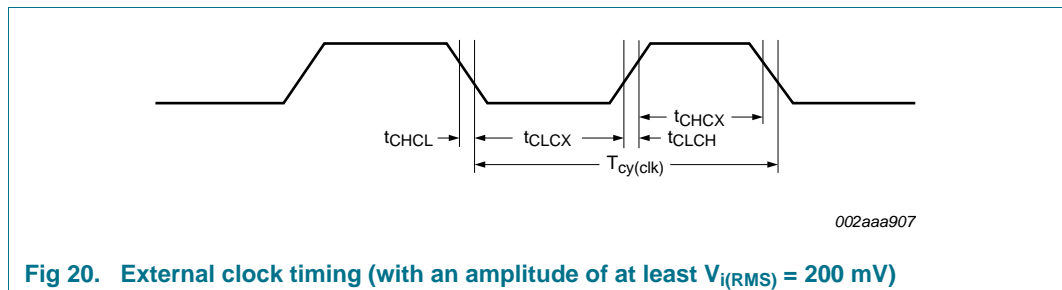 tCHCX
tCHCL
tCLCX
tCLCH
Tcy(clk)
002aaa907
Fig 20. External clock timing (with an amplitude of at least Vi(RMS) = 200 mV)